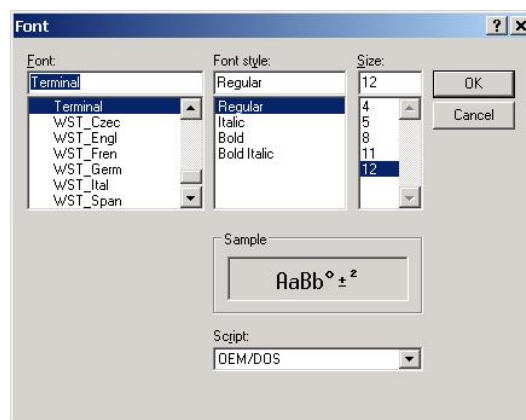 Font
Font:
Terminal
Terminal
WST_Czec
WST_Engl
WST_Fren
WST_Germ
WST_Ital
WST_Span
Font style:
Regular
Regular
Italic
Bold
Bold Italic
Size:
12
4
5
8
11
12
OK
Cancel
Sample
AaBb°±²
Script:
OEM/DOS